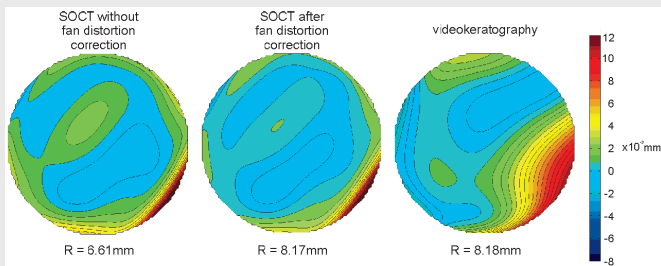 SOCT without
fan distortion
correction
SOCT after
fan distortion
correction
videokeratography
12
10
8
6
4
2
0
-2
-4
-6
-8
x10⁻³mm
R = 6.61mm
R = 8.17mm
R = 8.18mm